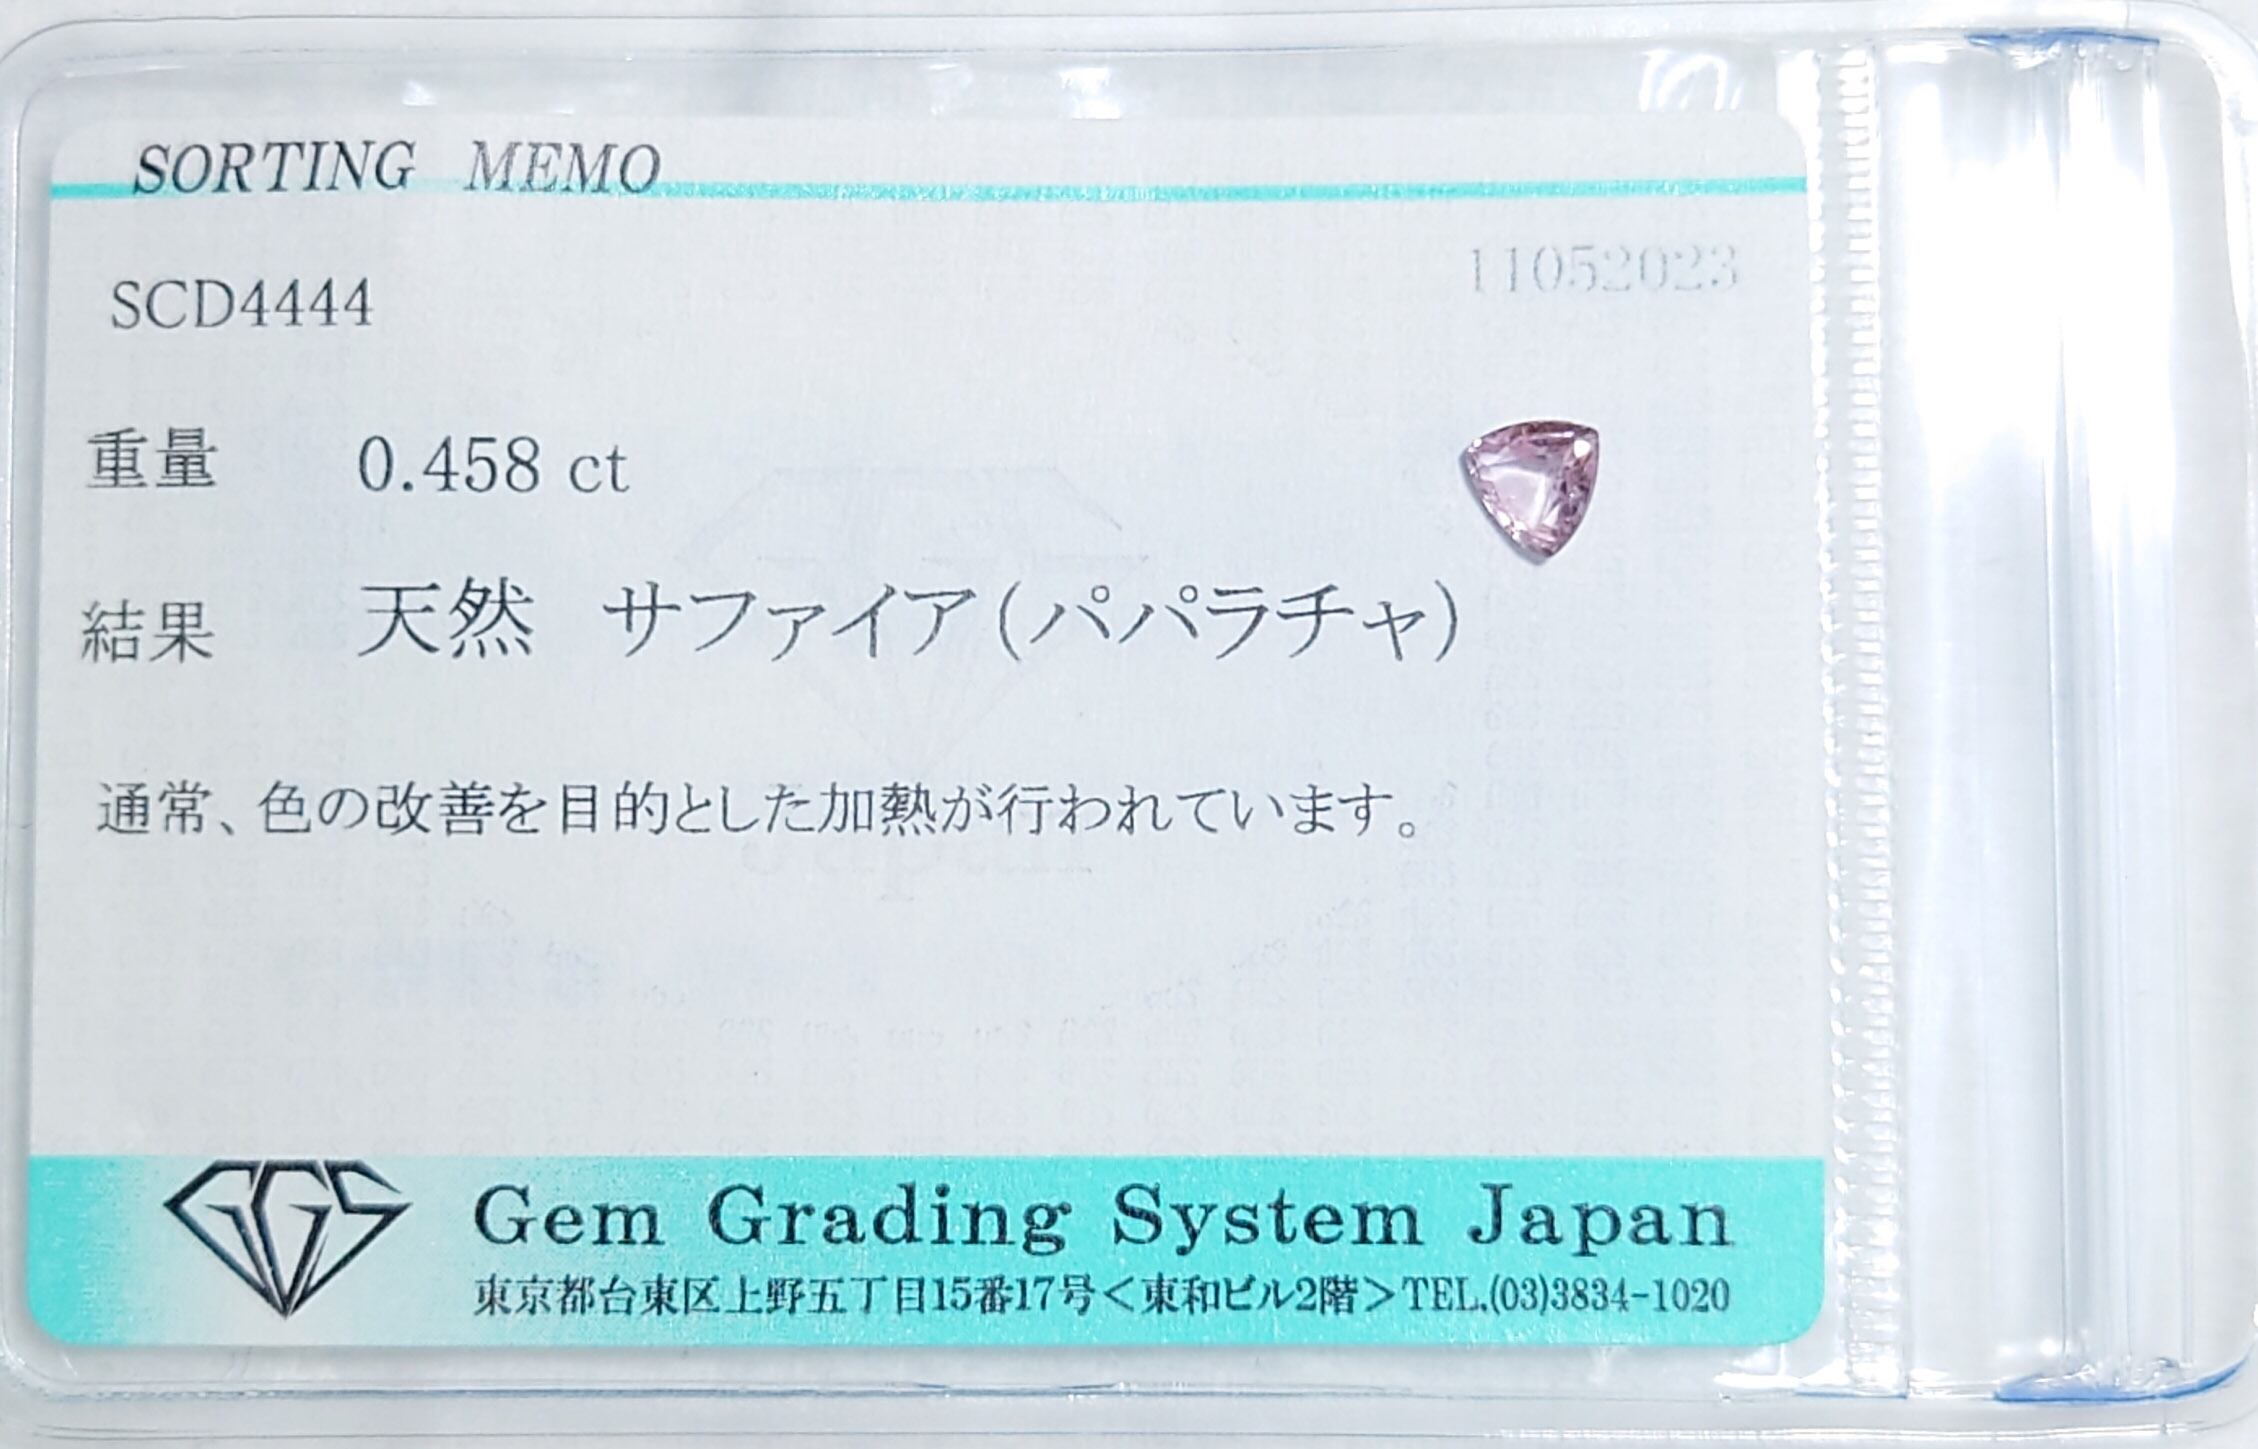 SORTING MEMO
11052023
SCD4444
重量 0.458 ct
結果 天然 サファイア(パパラチャ)
通常、色の改善を目的とした加熱が行われています。
Japan
GGS Gem Grading System Japan
東京都台東区上野五丁目15番17号<東和ビル2階>TEL.(03)3834-1020